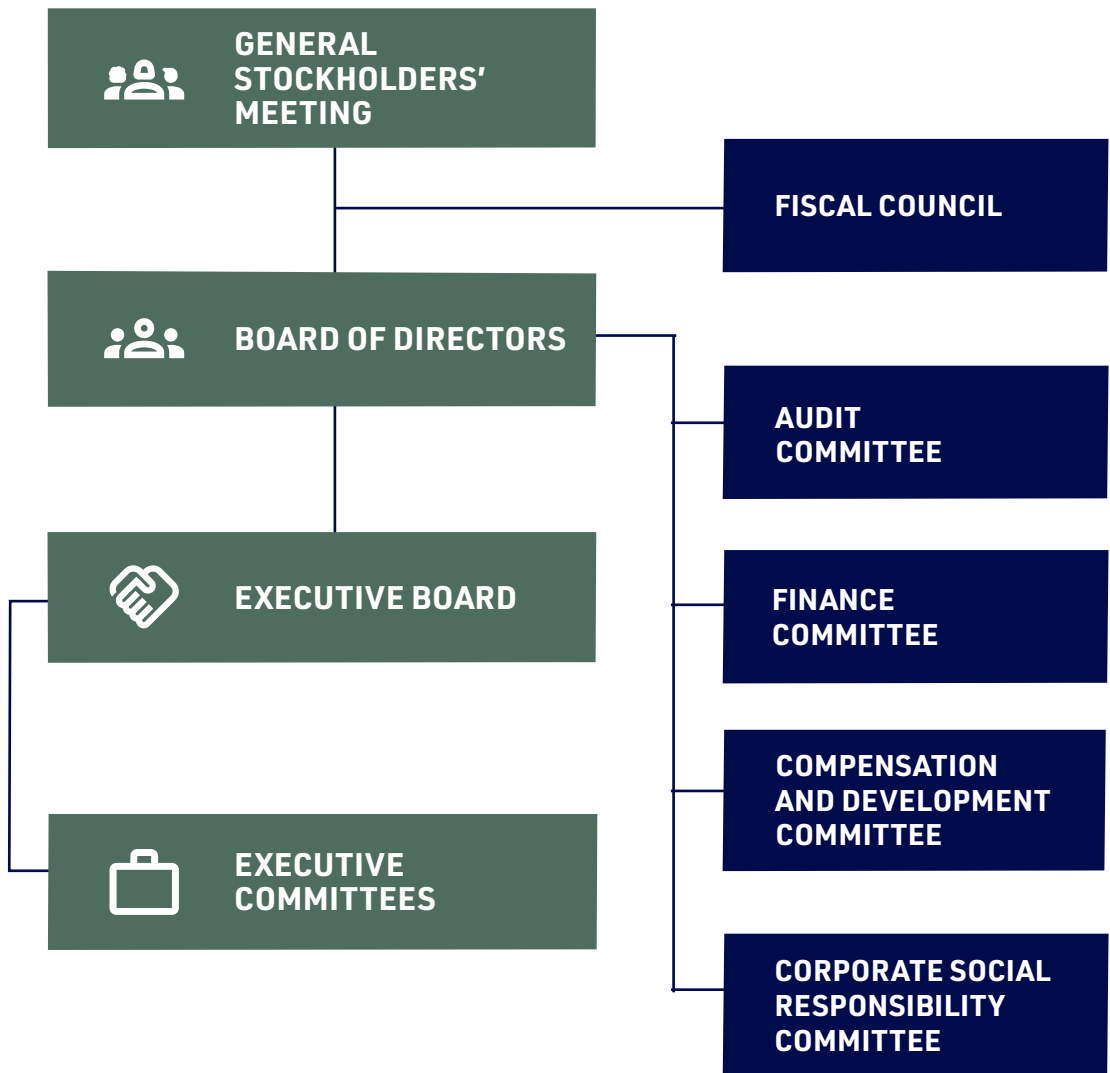 GENERAL
STOCKHOLDERS’
MEETING
FISCAL COUNCIL
BOARD OF DIRECTORS
AUDIT
COMMITTEE
FINANCE
COMMITTEE
EXECUTIVE BOARD
COMPENSATION
AND DEVELOPMENT
COMMITTEE
EXECUTIVE
COMMITTEES
CORPORATE SOCIAL
RESPONSIBILITY
COMMITTEE